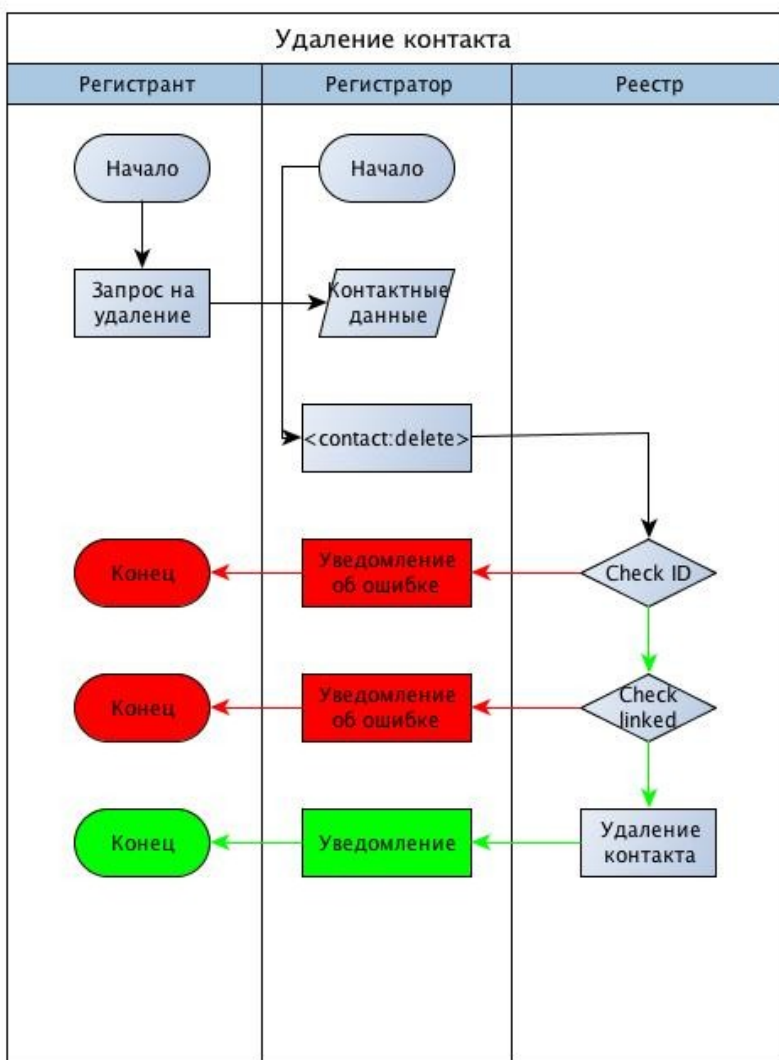 Удаление контакта
Регистрант
Регистратор
Реестр
Начало
Начало
Запрос на
удаление
Контактные
данные
<contact:delete>
Конец
Уведомление
об ошибке
Check ID
Конец
Уведомление
об ошибке
Check
linked
Конец
Уведомление
Удаление
контакта